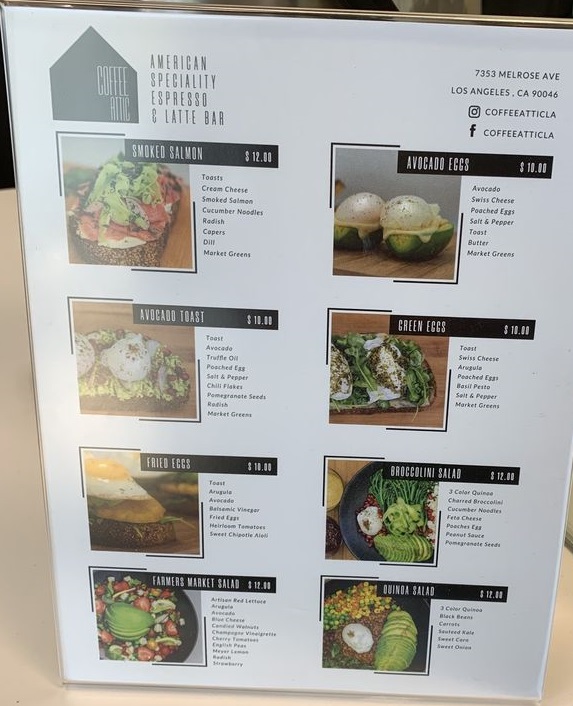 COFFEE
ATTIC
AMERICAN
SPECIALITY
ESPRESSO
& LATTE BAR
7353 MELROSE AVE
LOS ANGELES , CA 90046
COFFEEATTICLA
COFFEEATTICLA
SMOKED SALMON $ 12.00
Toasts
Cream Cheese
Smoked Salmon
Cucumber Noodles
Radish
Capers
Dill
Market Greens
AVOCADO EGGS $ 10.00
Avocado
Swiss Cheese
Poached Eggs
Salt & Pepper
Toast
Butter
Market Greens
AVOCADO TOAST $ 10.00
Toast
Avocado
Truffle Oil
Poached Egg
Salt & Pepper
Chili Flakes
Pomegranate Seeds
Radish
Market Greens
GREEN EGGS $ 10.00
Toast
Swiss Cheese
Arugula
Poached Eggs
Basil Pesto
Salt & Pepper
Market Greens
FRIED EGGS $ 10.00
Toast
Arugula
Avocado
Balsamic Vinegar
Fried Eggs
Heirloom Tomatoes
Sweet Chipotle Aioli
BROCCOLINI SALAD $ 12.00
3 Color Quinoa
Charred Broccolini
Cucumber Noodles
Feta Cheese
Poaches Egg
Peanut Sauce
Pomegranate Seeds
FARMERS MARKET SALAD $ 12.00
Artisan Red Lettuce
Arugula
Avocado
Blue Cheese
Candied Walnuts
Champagne Vinaigrette
Cherry Tomatoes
English Peas
Meyer Lemon
Radish
Strawberry
QUINOA SALAD $ 12.00
3 Color Quinoa
Black Beans
Carrots
Sauteed Kale
Sweet Corn
Sweet Onion